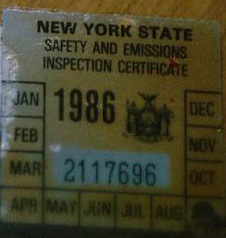 NEW YORK STATE
SAFETY AND EMISSIONS
INSPECTION CERTIFICATE
JAN 1986 DEC
FEB NOV
MAR 2117696 OCT
APR MAY JUN JUL AUG